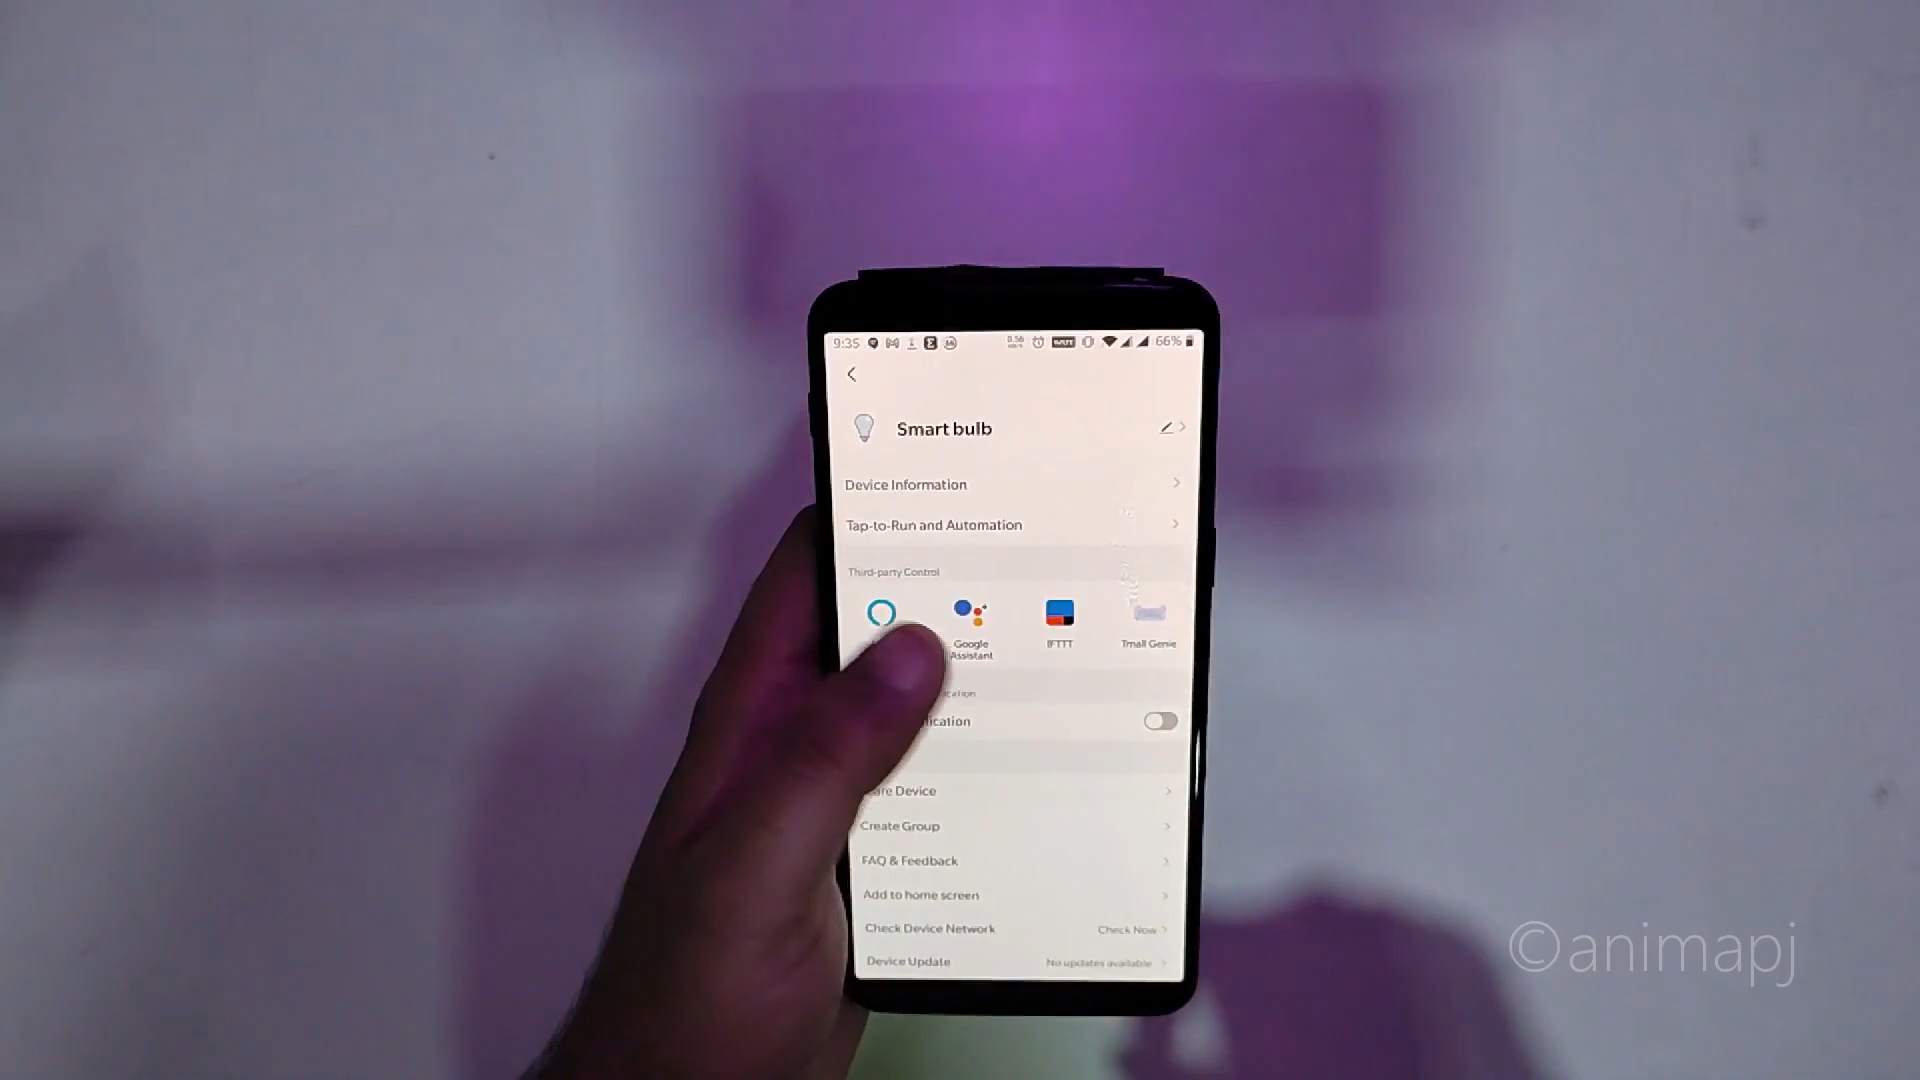 9:35
66%
Smart bulb
Device Information
Tap-to-Run and Automation
Third-party Control
Google
Assistant
IFTTT
Tmall Genie
Device
Create Group
FAQ & Feedback
Add to home screen
Check Device Network Check Now
Device Update No updates available
©animapj